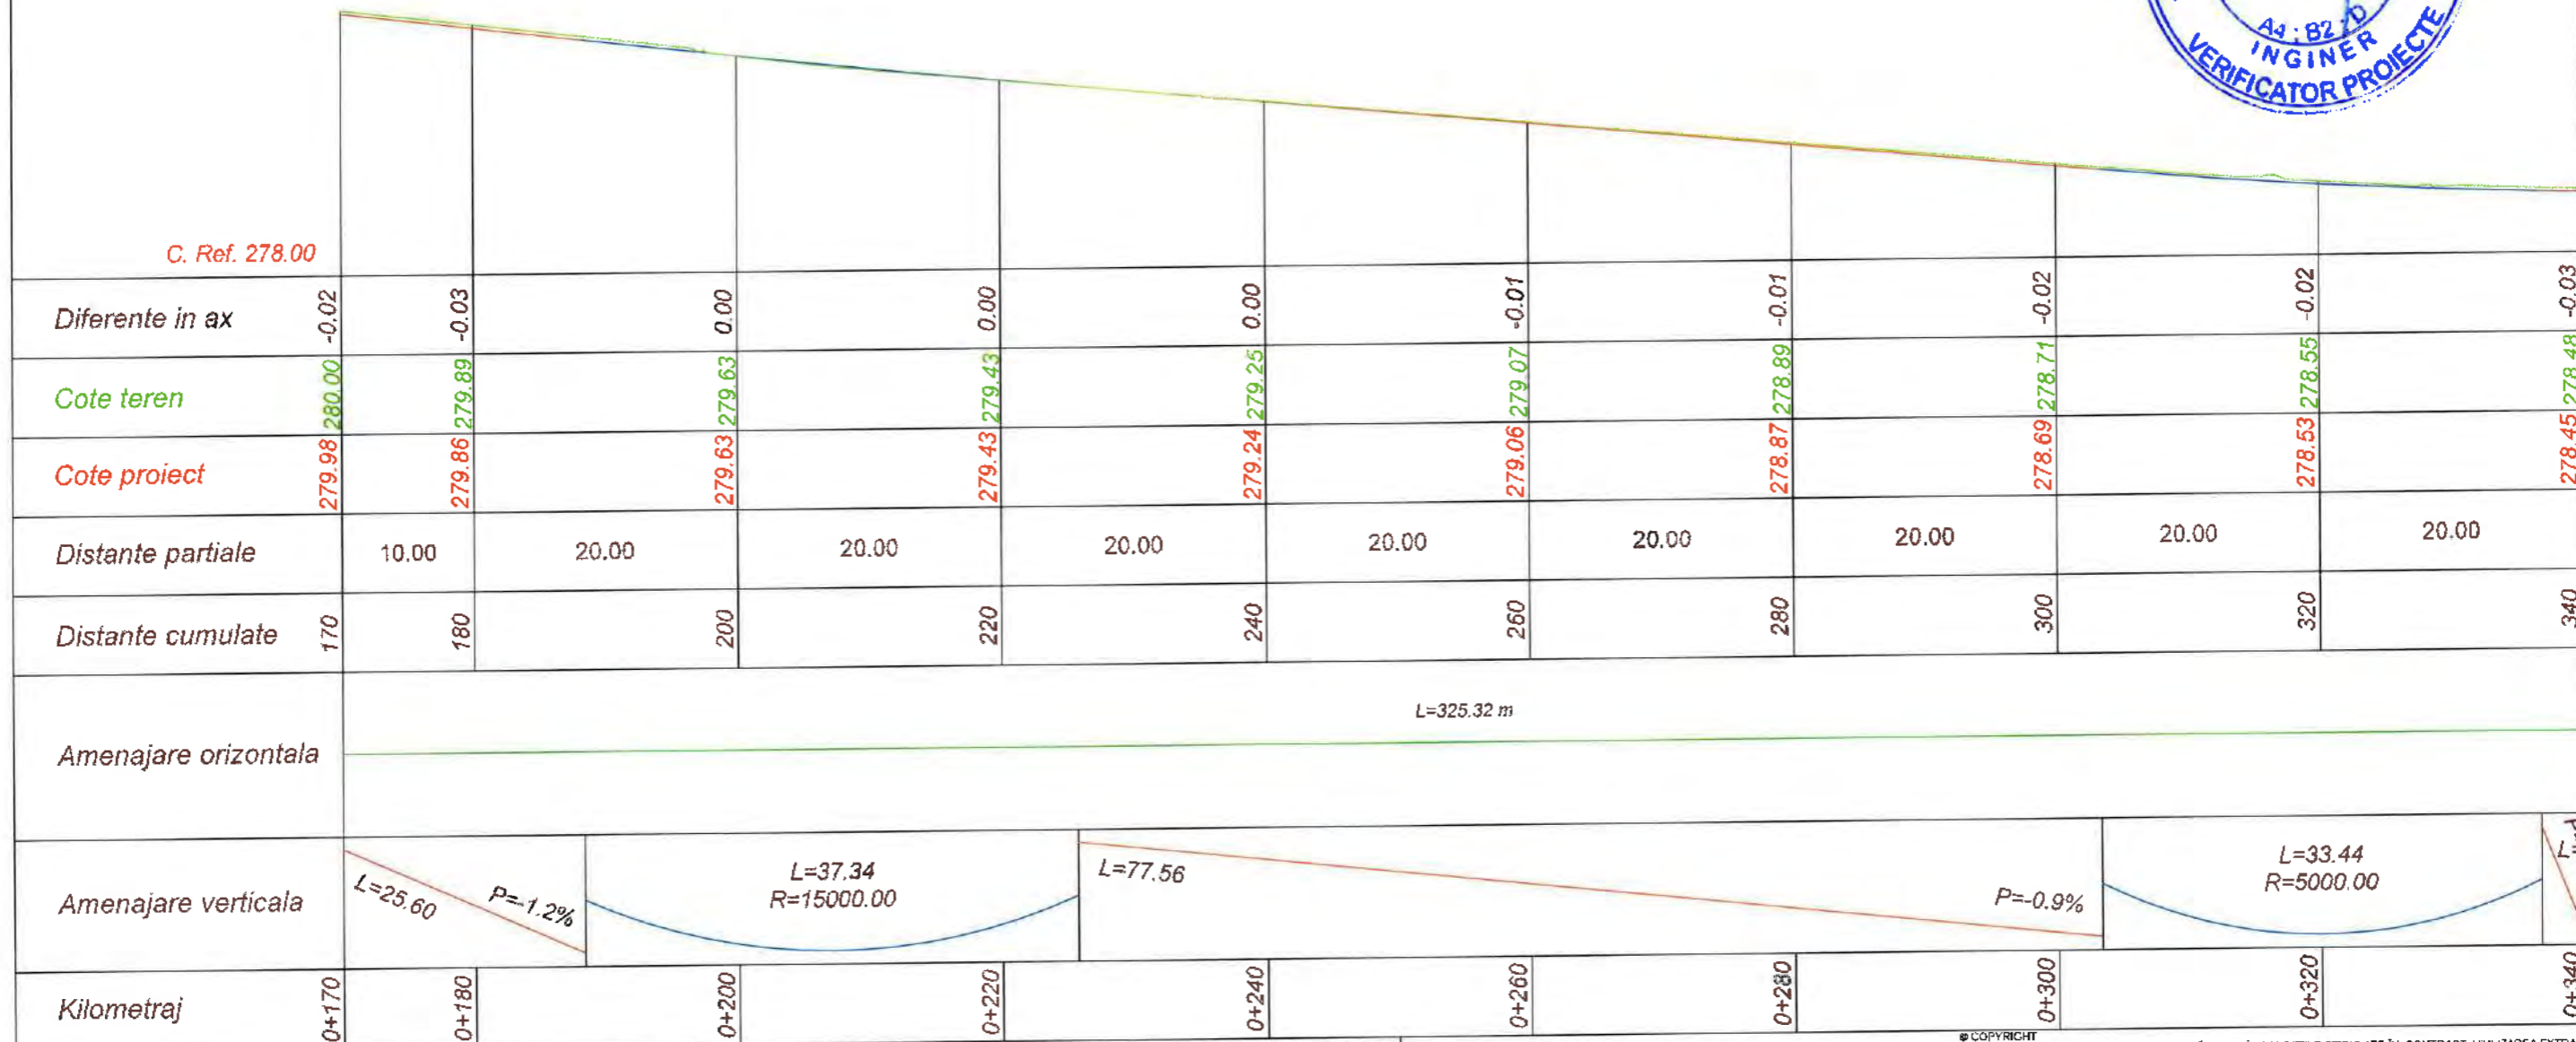 A4 ; B2 ; D
INGINER
VERIFICATOR PROIECTE
C. Ref. 278.00
Diferente in ax -0.02 -0.03 0.00 0.00 0.00 -0.01 -0.01 -0.02 -0.02 -0.03
Cote teren 280.00 279.89 279.63 279.43 279.25 279.07 278.89 278.71 278.55 278.48
Cote proiect 279.98 279.86 279.63 279.43 279.24 279.06 278.87 278.69 278.53 278.45
Distante partiale 10.00 20.00 20.00 20.00 20.00 20.00 20.00 20.00 20.00
Distante cumulate 170 180 200 220 240 260 280 300 320 340
L=325.32 m
Amenajare orizontala
Amenajare verticala
L=25.60 P=-1.2%
L=37.34
R=15000.00
L=77.56 P=-0.9%
L=33.44
R=5000.00
L=
Kilometraj 0+170 0+180 0+200 0+220 0+240 0+260 0+280 0+300 0+320 0+340
© COPYRIGHT